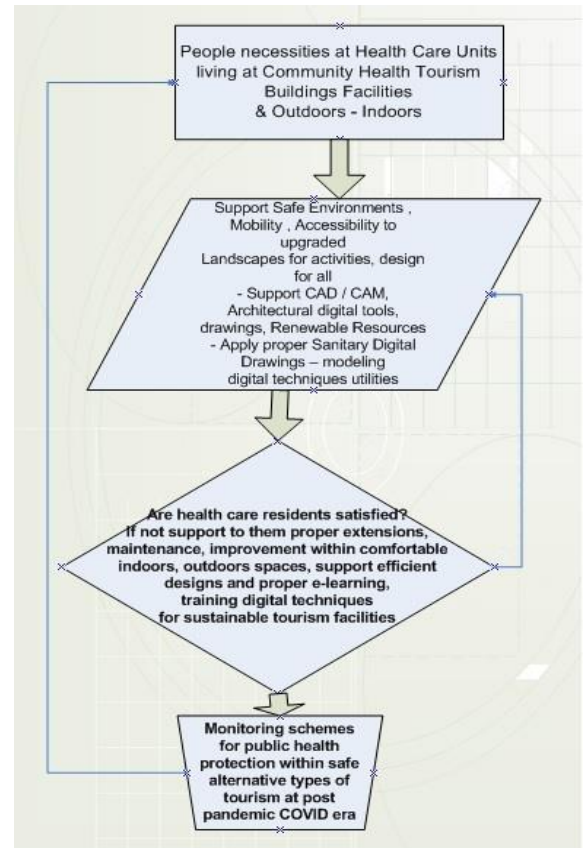 People necessities at Health Care Units
living at Community Health Tourism
Buildings Facilities
& Outdoors - Indoors
Support Safe Environments ,
Mobility , Accessibility to
upgraded
Landscapes for activities, design
for all
- Support CAD / CAM,
Architectural digital tools,
drawings, Renewable Resources
- Apply proper Sanitary Digital
Drawings – modeling
digital techniques utilities
Are health care residents satisfied?
If not support to them proper extensions,
maintenance, improvement within comfortable
indoors, outdoors spaces, support efficient
designs and proper e-learning,
training digital techniques
for sustainable tourism facilities
Monitoring schemes
for public health
protection within safe
alternative types of
tourism at post
pandemic COVID era